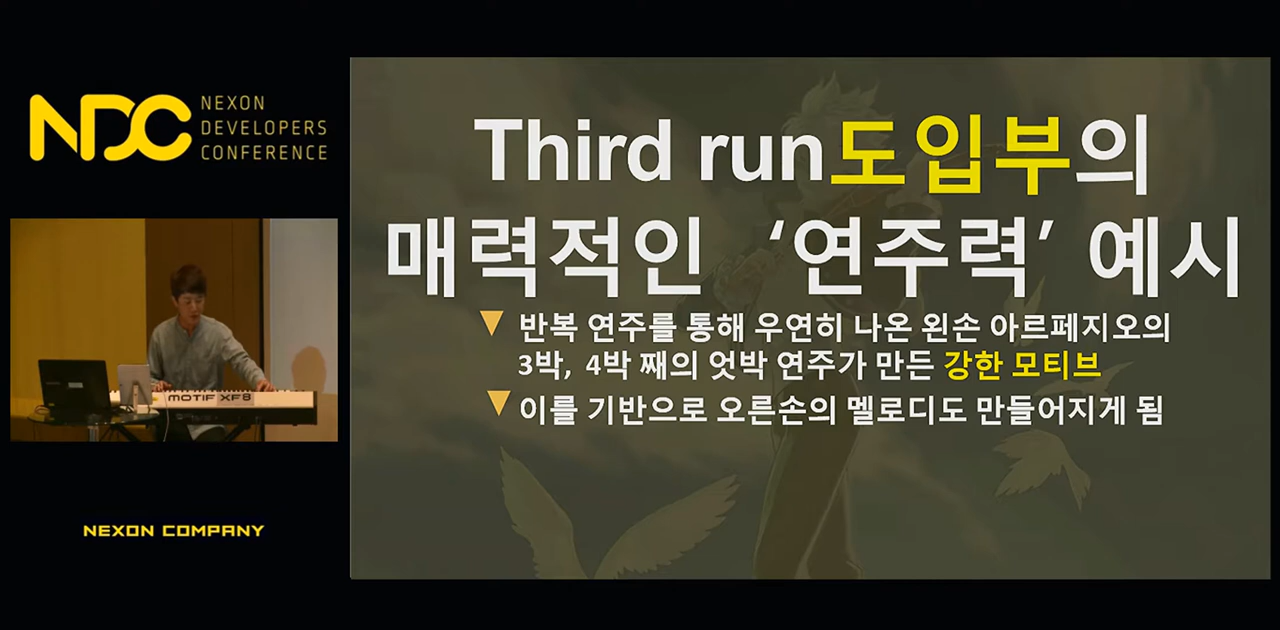 NDC
NEXON
DEVELOPERS
CONFERENCE
MOTIF XF8
NEXON COMPANY
Third run도입부의
매력적인 ‘연주력’ 예시
반복 연주를 통해 우연히 나온 왼손 아르페지오의
3박, 4박 째의 엇박 연주가 만든 강한 모티브
이를 기반으로 오른손의 멜로디도 만들어지게 됨